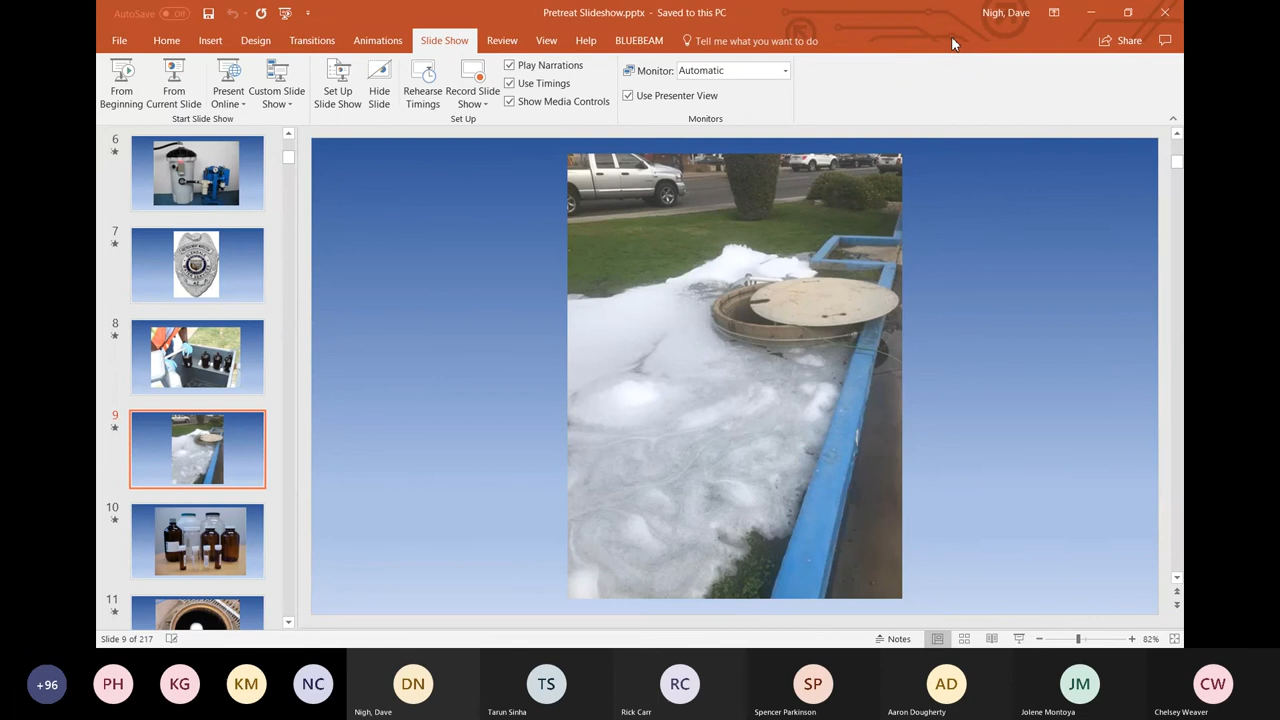 AutoSave Off
Pretreat Slideshow.pptx - Saved to this PC
Nigh, Dave
File Home Insert Design Transitions Animations Slide Show Review View Help BLUEBEAM Tell me what you want to do Share
From Beginning
From Current Slide
Present Online
Custom Slide Show
Start Slide Show
Set Up Slide Show
Hide Slide
Rehearse Timings
Record Slide Show
Play Narrations
Use Timings
Show Media Controls
Set Up
Monitor: Automatic
Use Presenter View
Monitors
6
7
8
9
10
11
Slide 9 of 217
Notes
82%
+96 PH KG KM NC DN TS RC SP AD JM CW
Nigh, Dave Tarun Sinha Rick Carr Spencer Parkinson Aaron Dougherty Jolene Montoya Chelsey Weaver